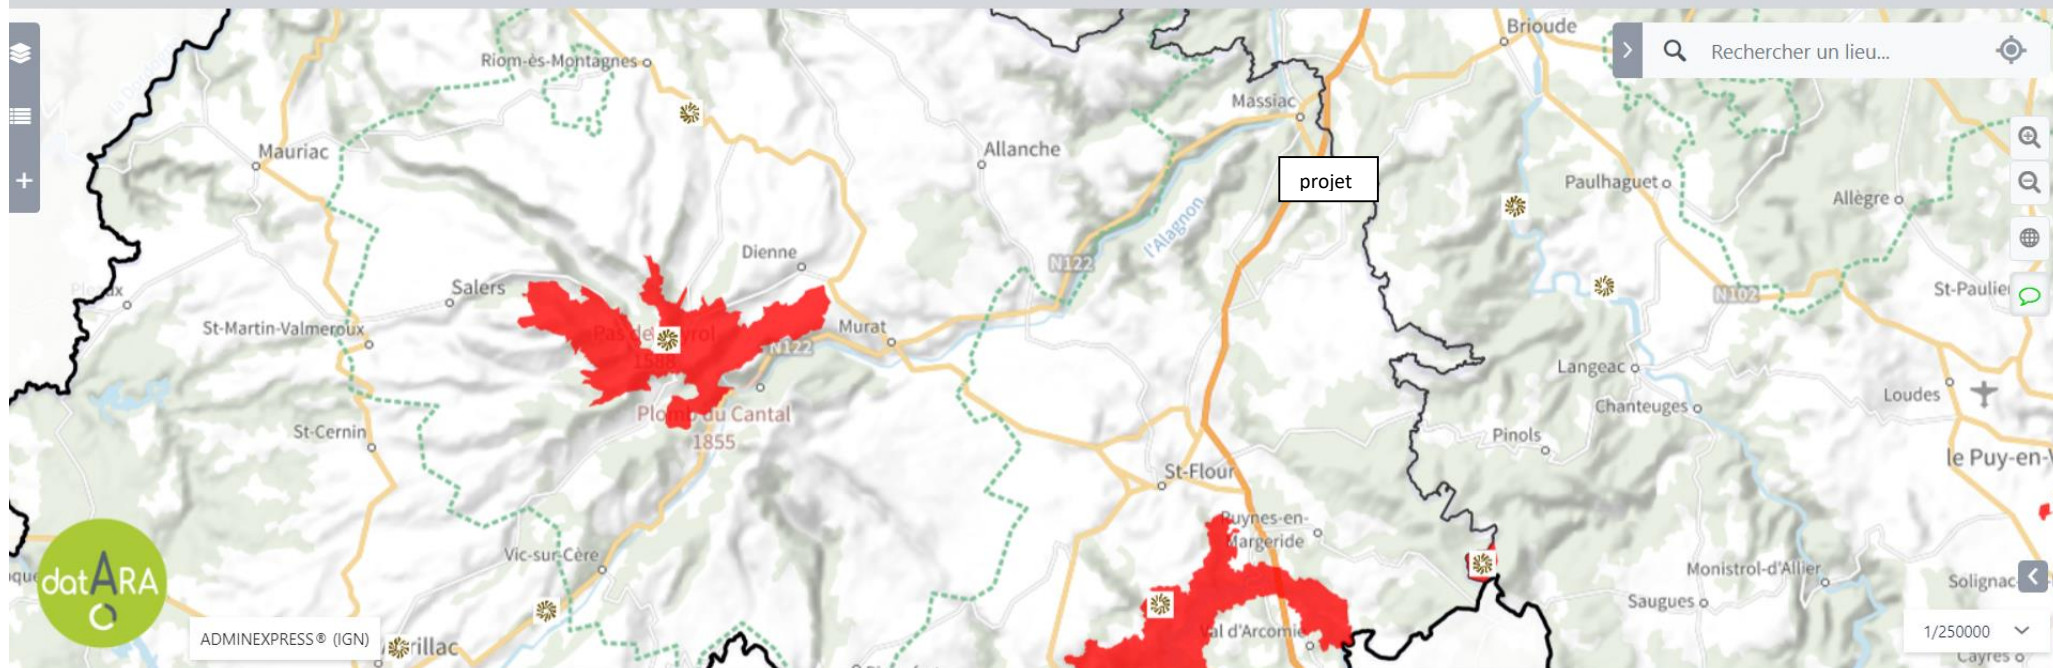 Brioude
Rechercher un lieu...
Riom-ès-Montagnes
Massiac
Mauriac
Allanche
projet
Paulhaguet
Allègre
l'Alagnon
Dienne
N122
Salers
N102
St-Martin-Valmeroux
Murat
N122
Langeac
Plomb du Cantal
1855
Loudes
Chanteuges
St-Cernin
Pinols
le Puy-en-
St-Flour
Ruynes-en-
Margeride
Vic-sur-Cère
datARA
Monistrol-d'Allier
Solignac
Saugues
Val d'Arcomie
1/250000
ADMINEXPRESS® (IGN)
Cayres